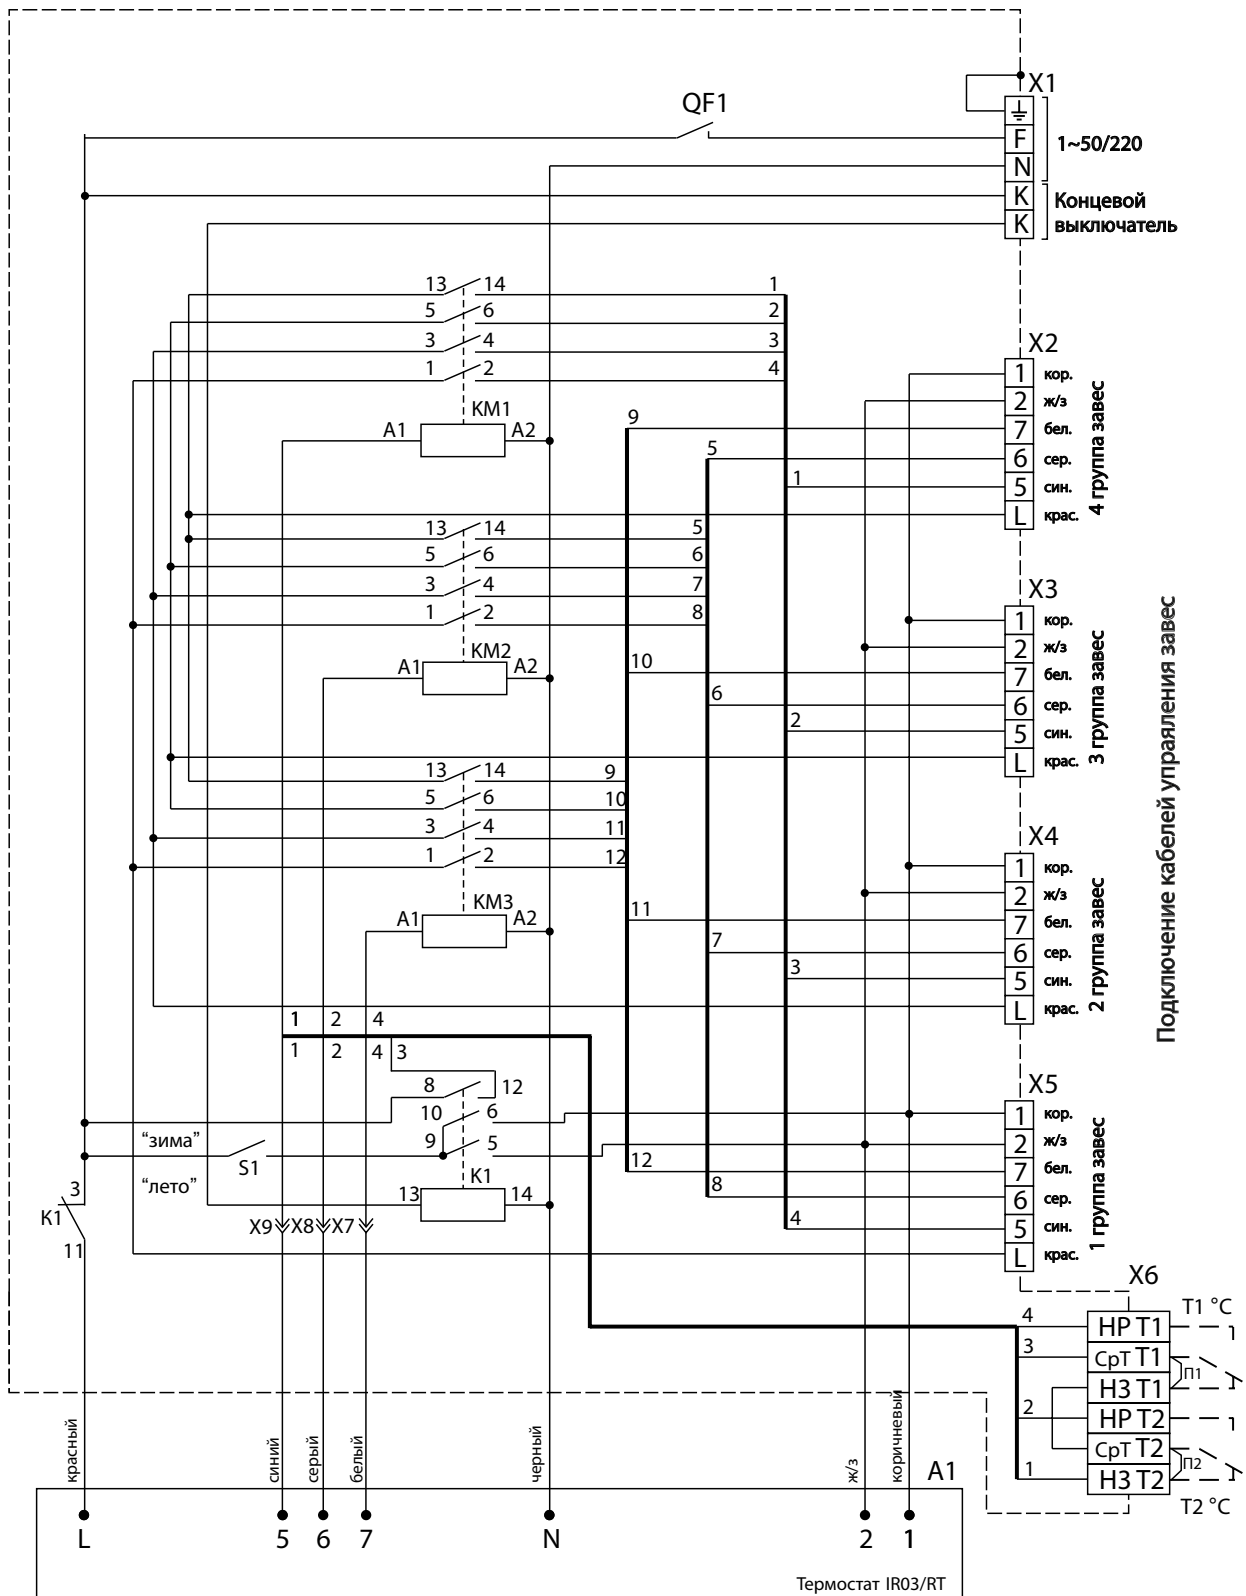 X1
QF1
F
1~50/220
N
K
Концевой
K
выключатель
13 14 1
5 6 2
3 4 3
1 2 4
KM1
A1 A2
X2
1 кор.
2 ж/з
7 бел.
6 сер.
5 син.
L крас.
4 группа завес
9
5
1
13 14 5
5 6 6
3 4 7
1 2 8
KM2
A1 A2
X3
1 кор.
2 ж/з
7 бел.
6 сер.
5 син.
L крас.
3 группа завес
10
6
2
Подключение кабелей упраяления завес
13 14 9
5 6 10
3 4 11
1 2 12
KM3
A1 A2
X4
1 кор.
2 ж/з
7 бел.
6 сер.
5 син.
L крас.
2 группа завес
11
7
3
1 2 4
1 2 4 3
8 12
10 6
“зима”
9 5
S1
“лето”
K1
13 14
3
K1
11
X9 X8 X7
X5
1 кор.
2 ж/з
7 бел.
6 сер.
5 син.
L крас.
1 группа завес
12
8
4
X6
T1 °C
4 НР T1
3 СрТ T1
П1
НЗ T1
2 НР T2
СрТ T2
П2
1 НЗ T2
T2 °C
красный
синий
серый
белый
черный
ж/з
коричневый
A1
L 5 6 7 N 2 1
Термостат IR03/RT